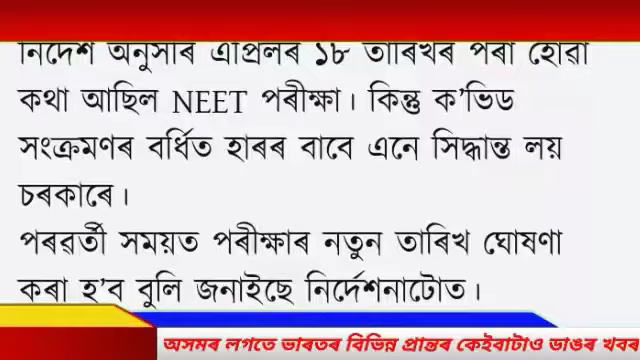 নিৰ্দেশ অনুসৰি এপ্ৰিলৰ ১৮ তাৰিখৰ পৰা হোৱা
কথা আছিল NEET পৰীক্ষা। কিন্তু ক'ভিড
সংক্ৰমণৰ বৰ্ধিত হাৰৰ বাবে এনে সিদ্ধান্ত লয়
চৰকাৰে।
পৰৱৰ্তী সময়ত পৰীক্ষাৰ নতুন তাৰিখ ঘোষণা
কৰা হ'ব বুলি জনাইছে নিৰ্দেশনাটোত।
অসমৰ লগতে ভাৰতৰ বিভিন্ন প্ৰান্তৰ কেইবাটাও ডাঙৰ খবৰ